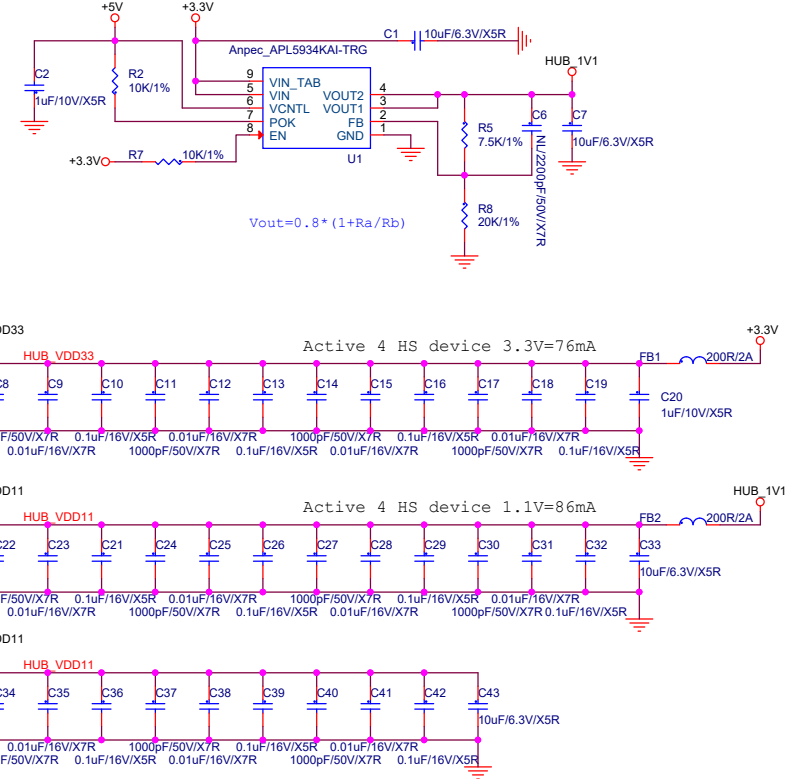 +5V
+3.3V
C1
10uF/6.3V/X5R
Anpec_APL5934KAI-TRG
HUB_1V1
C2
1uF/10V/X5R
R2
10K/1%
9
VIN_TAB
5
VIN
VOUT2
4
6
VCNTL
VOUT1
3
7
POK
FB
2
8
EN
GND
1
U1
+3.3V
R7
10K/1%
R5
7.5K/1%
C6
NL/2200pF/50V/X7R
C7
10uF/6.3V/X5R
R8
20K/1%
Vout=0.8*(1+Ra/Rb)
D33
HUB_VDD33
Active 4 HS device 3.3V=76mA
FB1
200R/2A
+3.3V
C8
C9
C10
C11
C12
C13
C14
C15
C16
C17
C18
C19
C20
1uF/10V/X5R
F/50V/X7R
0.1uF/16V/X5R
0.01uF/16V/X7R
1000pF/50V/X7R
0.1uF/16V/X5R
0.01uF/16V/X7R
0.01uF/16V/X7R
1000pF/50V/X7R
0.1uF/16V/X5R
0.01uF/16V/X7R
1000pF/50V/X7R
0.1uF/16V/X5R
D11
HUB_VDD11
Active 4 HS device 1.1V=86mA
FB2
200R/2A
HUB_1V1
C22
C23
C21
C24
C25
C26
C27
C28
C29
C30
C31
C32
C33
10uF/6.3V/X5R
F/50V/X7R
0.1uF/16V/X5R
0.01uF/16V/X7R
1000pF/50V/X7R
0.1uF/16V/X5R
0.01uF/16V/X7R
0.01uF/16V/X7R
1000pF/50V/X7R
0.1uF/16V/X5R
0.01uF/16V/X7R
1000pF/50V/X7R
0.1uF/16V/X5R
D11
HUB_VDD11
C34
C35
C36
C37
C38
C39
C40
C41
C42
C43
10uF/6.3V/X5R
0.01uF/16V/X7R
1000pF/50V/X7R
0.1uF/16V/X5R
0.01uF/16V/X7R
F/50V/X7R
0.1uF/16V/X5R
0.01uF/16V/X7R
1000pF/50V/X7R
0.1uF/16V/X5R